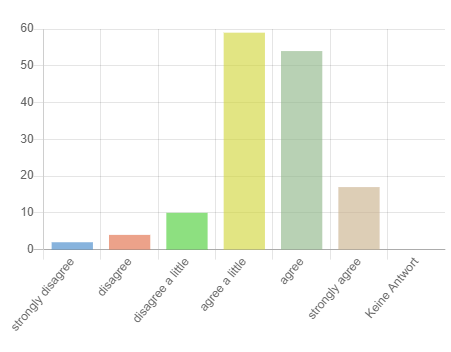 60
50
40
30
20
10
0
strongly disagree
disagree
disagree a little
agree a little
agree
strongly agree
Keine Antwort